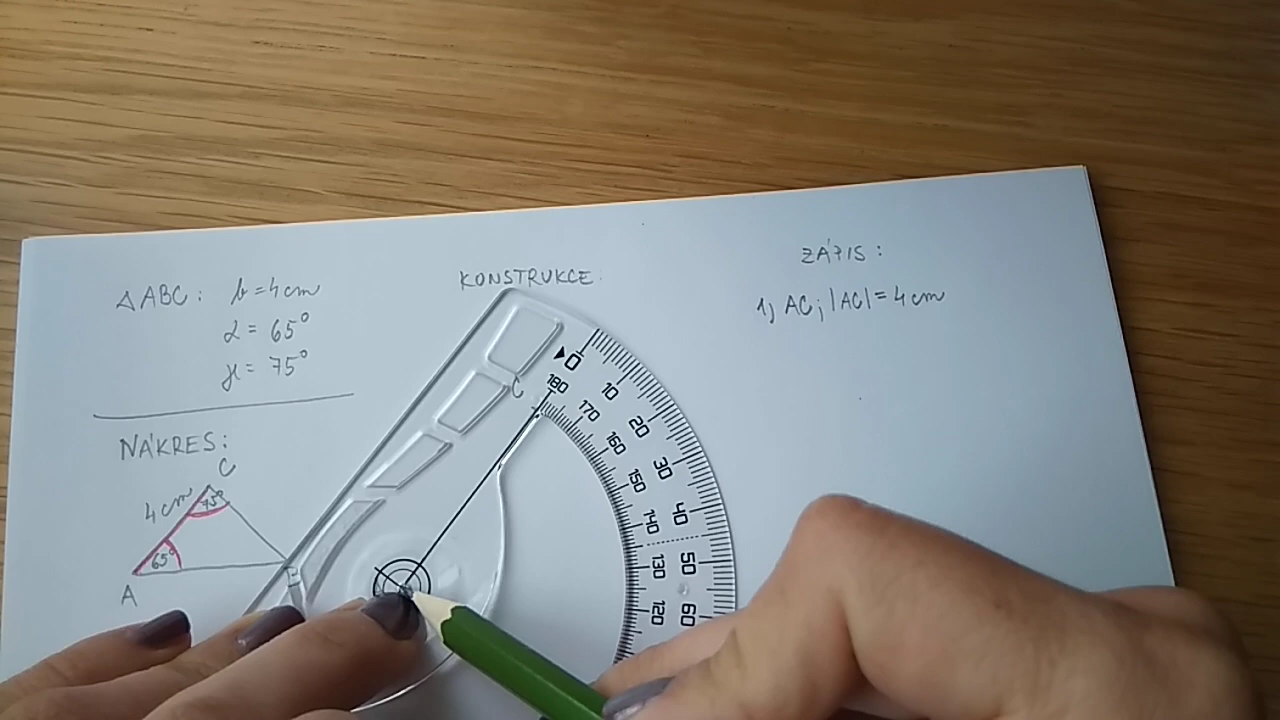 △ABC: b = 4 cm
α = 65°
γ = 75°
NÁKRES:
C
4 cm
75°
65°
A
KONSTRUKCE.
C
0
180
10
170
20
160
30
150
40
140
50
130
60
120
ZÁPIS:
1, AC; |AC| = 4 cm